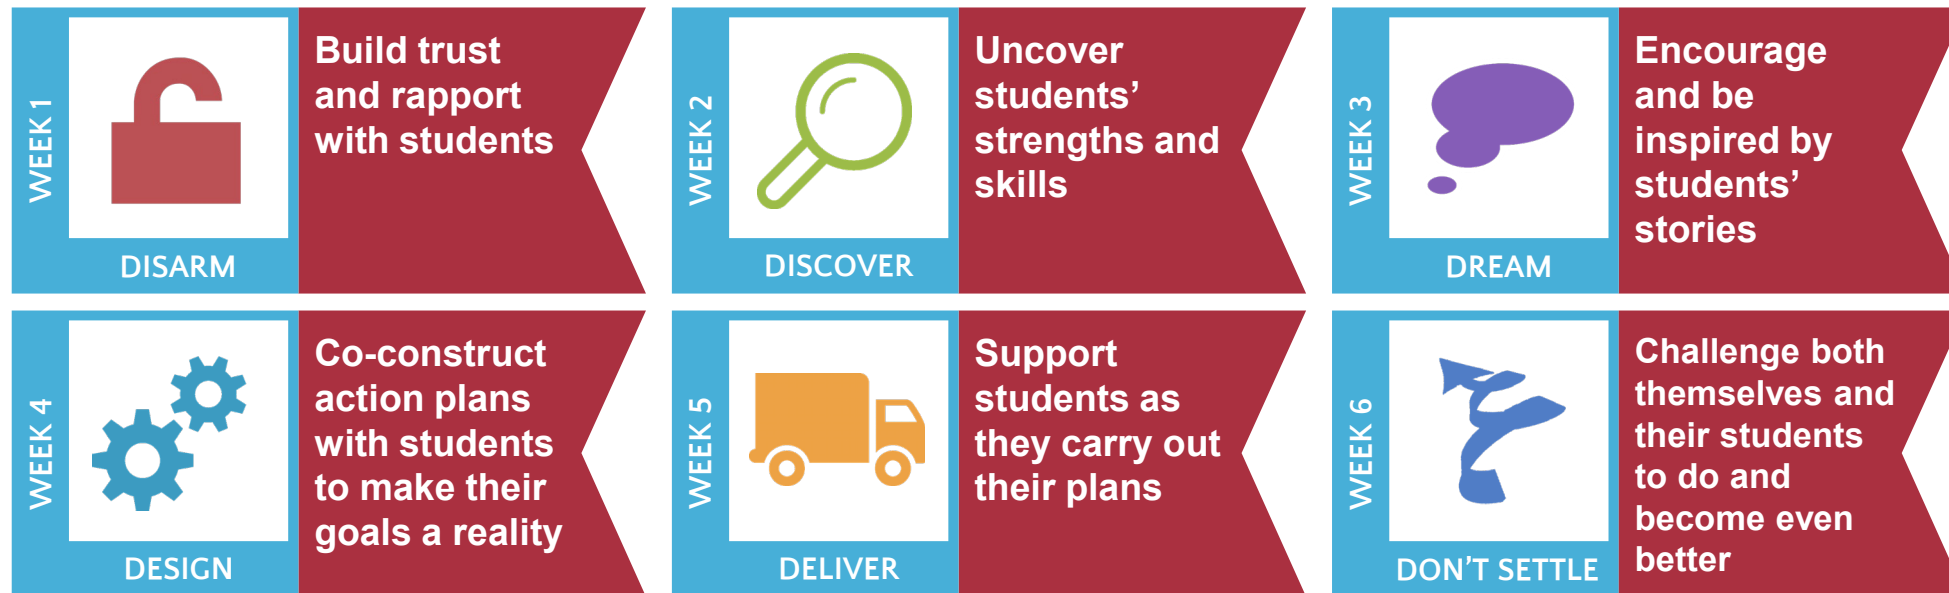 WEEK 1
DISARM
Build trust
and rapport
with students
WEEK 2
DISCOVER
Uncover
students’
strengths and
skills
WEEK 3
DREAM
Encourage
and be
inspired by
students’
stories
WEEK 4
DESIGN
Co-construct
action plans
with students
to make their
goals a reality
WEEK 5
DELIVER
Support
students as
they carry out
their plans
WEEK 6
DON'T SETTLE
Challenge both
themselves and
their students
to do and
become even
better